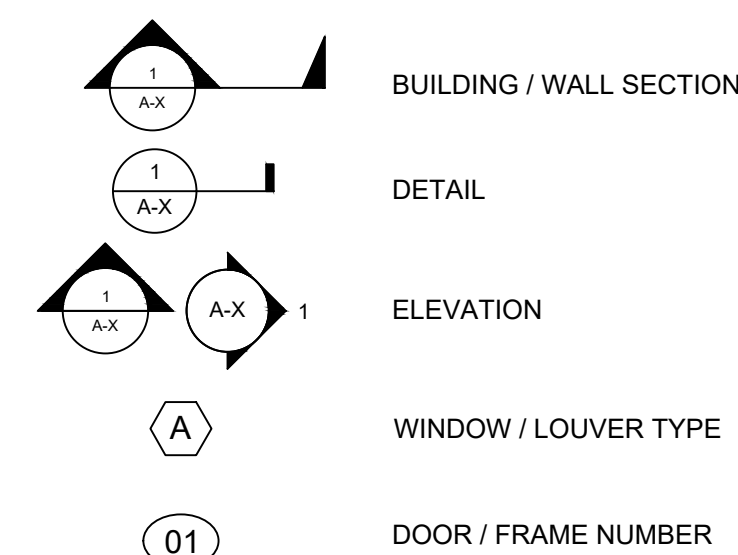 1
A-X
BUILDING / WALL SECTION
1
A-X
DETAIL
1
A-X
A-X
1
ELEVATION
A
WINDOW / LOUVER TYPE
01
DOOR / FRAME NUMBER